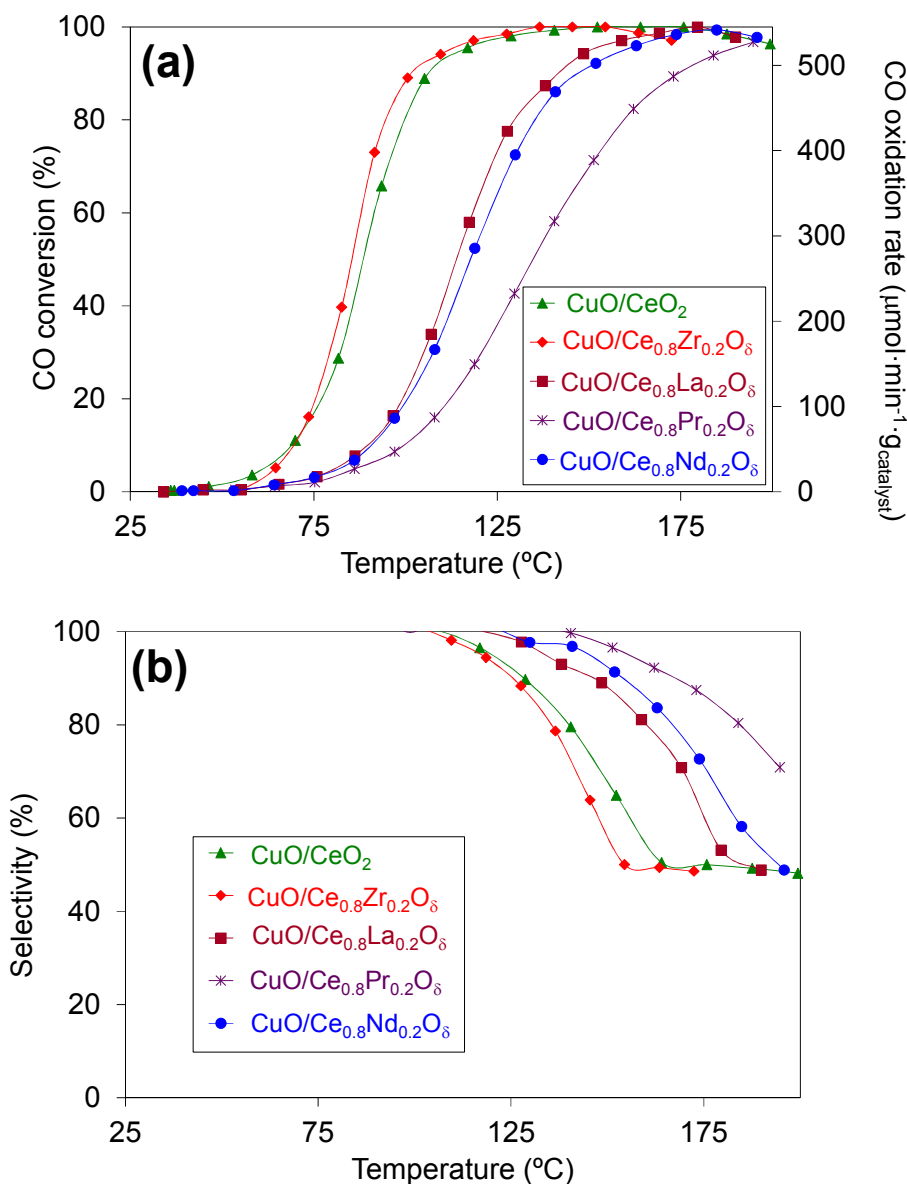 (a)
CO conversion (%)
100
80
60
40
20
0
25
75
125
175
Temperature (ºC)
500
400
300
200
100
0
CO oxidation rate (μmol·min⁻¹·g_catalyst)
CuO/CeO₂
CuO/Ce₀.₈Zr₀.₂Oδ
CuO/Ce₀.₈La₀.₂Oδ
CuO/Ce₀.₈Pr₀.₂Oδ
CuO/Ce₀.₈Nd₀.₂Oδ
(b)
Selectivity (%)
100
80
60
40
20
0
CuO/CeO₂
CuO/Ce₀.₈Zr₀.₂Oδ
CuO/Ce₀.₈La₀.₂Oδ
CuO/Ce₀.₈Pr₀.₂Oδ
CuO/Ce₀.₈Nd₀.₂Oδ
25
75
125
175
Temperature (ºC)